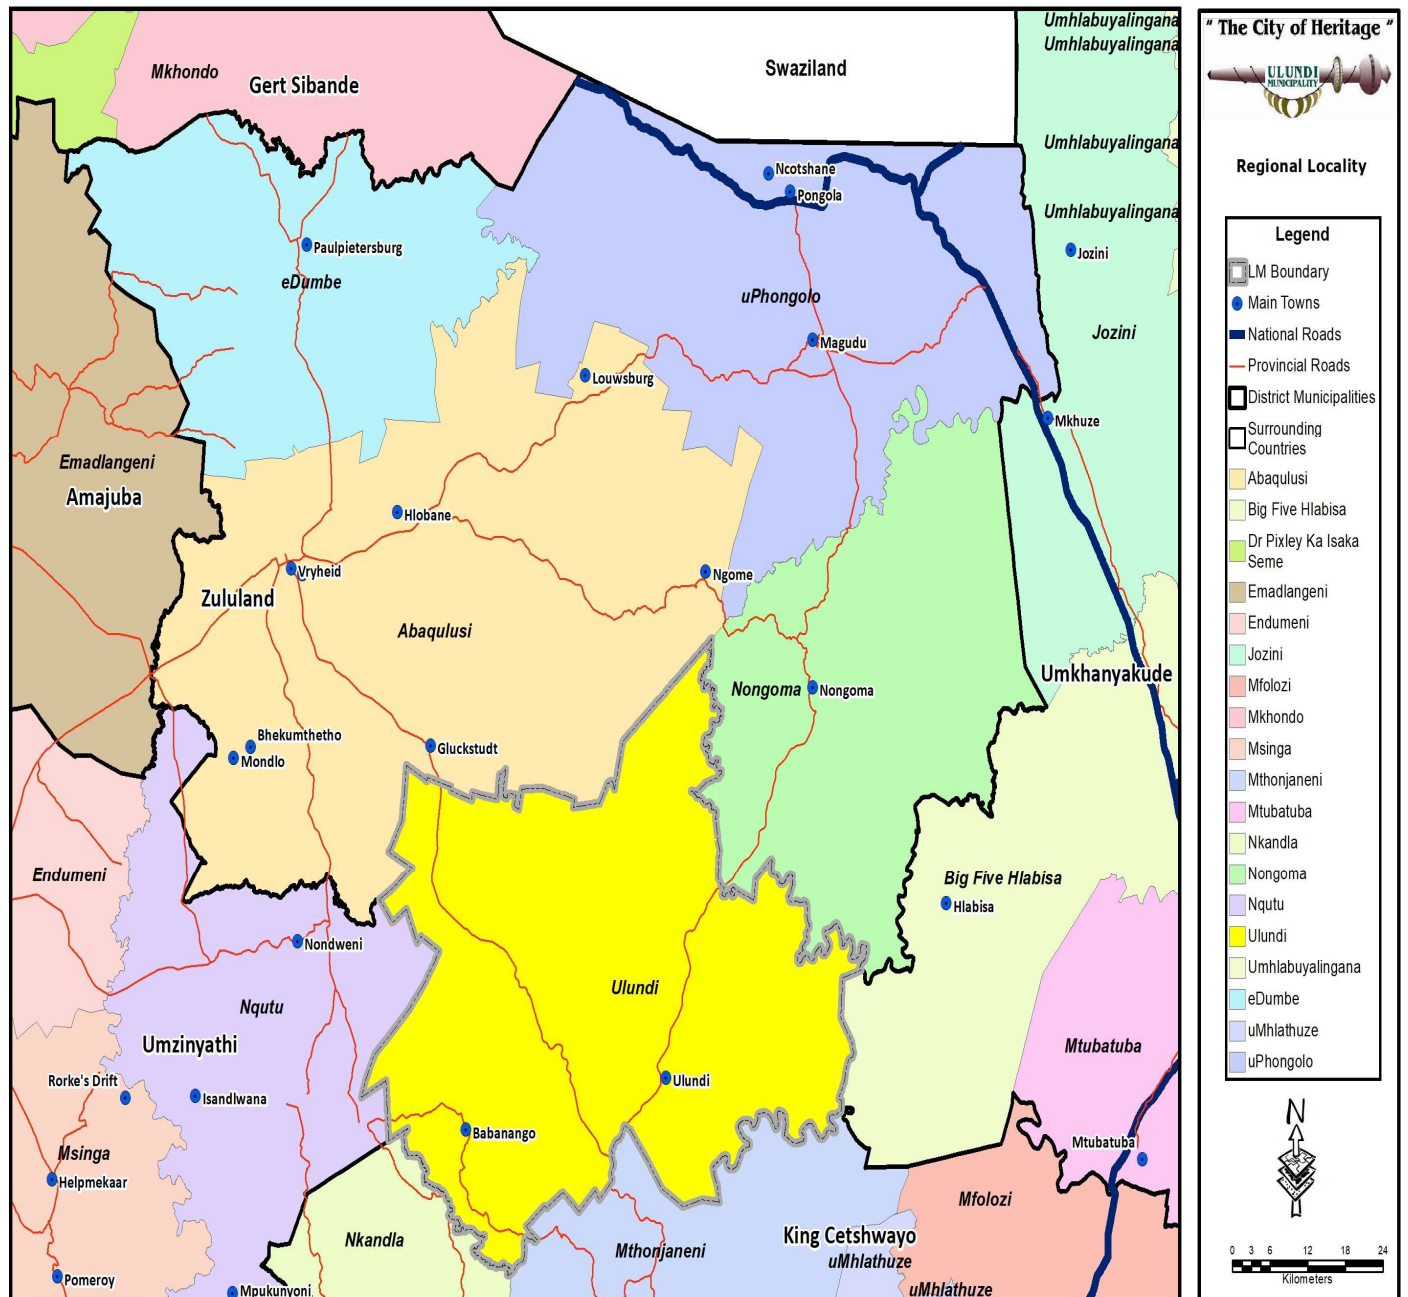 Umhlabuyalingana
Umhlabuyalingana
Mkhondo
Gert Sibande
Swaziland
Umhlabuyalingana
Ncotshane
Pongola
Umhlabuyalingana
Paulpietersburg
Jozini
eDumbe
uPhongolo
Jozini
Magudu
Louwsburg
Mkhuze
Emadlangeni
Amajuba
Hlobane
Vryheid
Ngome
Zululand
Abaqulusi
Umkhanyakude
Nongoma
Nongoma
Bhekumthetho
Mondlo
Gluckstudt
Endumeni
Big Five Hlabisa
Hlabisa
Nondweni
Ulundi
Nqutu
Umzinyathi
Mtubatuba
Rorke's Drift
Isandlwana
Ulundi
Babanango
Mtubatuba
Msinga
Helpmekaar
Mfolozi
Nkandla
Mthonjaneni
King Cetshwayo
uMhlathuze
Pomeroy
Mpukunyoni
uMhlathuze
" The City of Heritage "
ULUNDI
MUNICIPALITY
Regional Locality
Legend
LM Boundary
Main Towns
National Roads
Provincial Roads
District Municipalities
Surrounding
Countries
Abaqulusi
Big Five Hlabisa
Dr Pixley Ka Isaka
Seme
Emadlangeni
Endumeni
Jozini
Mfolozi
Mkhondo
Msinga
Mthonjaneni
Mtubatuba
Nkandla
Nongoma
Nqutu
Ulundi
Umhlabuyalingana
eDumbe
uMhlathuze
uPhongolo
N
0 3 6 12 18 24
Kilometers